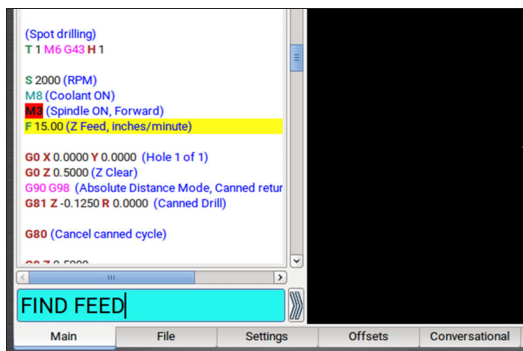 (Spot drilling)
T 1 M6 G43 H 1
S 2000 (RPM)
M8 (Coolant ON)
M3 (Spindle ON, Forward)
F 15.00 (Z Feed, inches/minute)
G0 X 0.0000 Y 0.0000 (Hole 1 of 1)
G0 Z 0.5000 (Z Clear)
G90 G98 (Absolute Distance Mode, Canned retur
G81 Z -0.1250 R 0.0000 (Canned Drill)
G80 (Cancel canned cycle)
G0 Z 0.5000
FIND FEED
Main File Settings Offsets Conversational